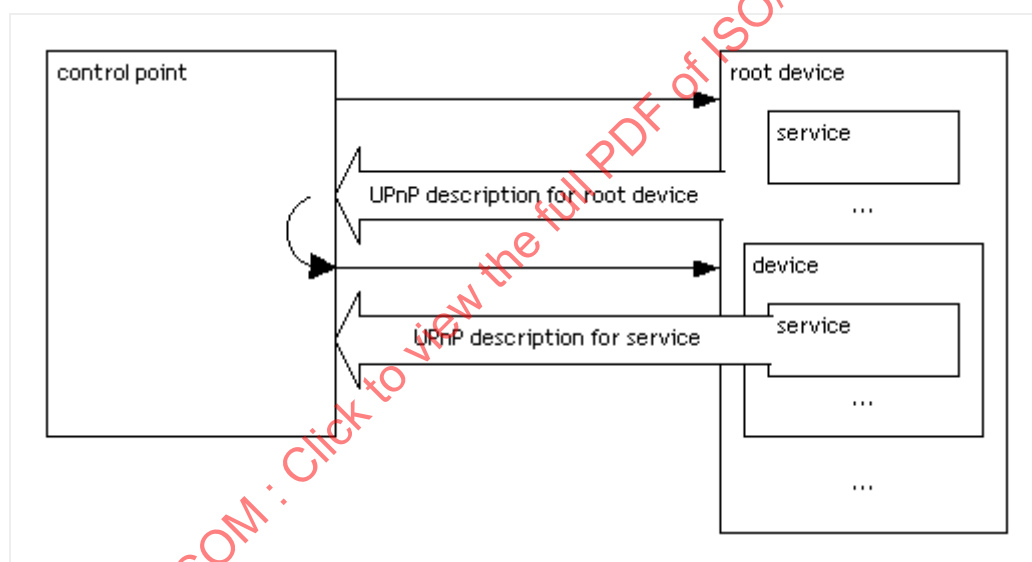 control point
root device
service
UPnP description for root device
...
device
service
UPnP description for service
...
...
COM : Click to view the full PDF of ISO/